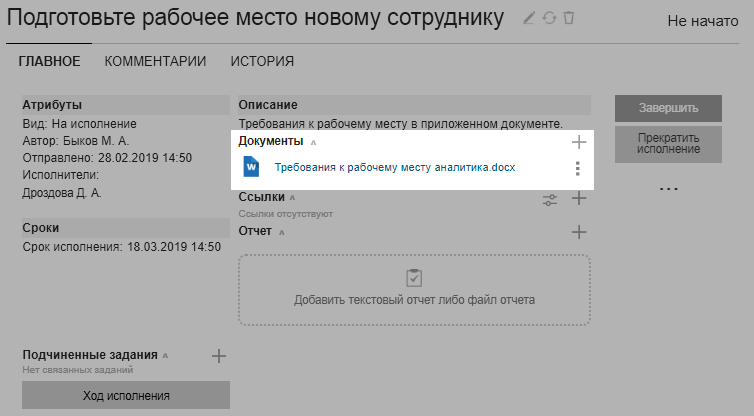 Подготовьте рабочее место новому сотруднику
Не начато
ГЛАВНОЕ КОММЕНТАРИИ ИСТОРИЯ
Атрибуты
Вид: На исполнение
Автор: Быков М. А.
Отправлено: 28.02.2019 14:50
Исполнители:
Дроздова Д. А.
Сроки
Срок исполнения: 18.03.2019 14:50
Описание
Требования к рабочему месту в приложенном документе.
Документы
W Требования к рабочему месту аналитика.docx
Ссылки
Ссылки отсутствуют
Отчет
Добавить текстовый отчет либо файл отчета
Завершить
Прекратить
исполнение
...
Подчиненные задания
Нет связанных заданий
Ход исполнения